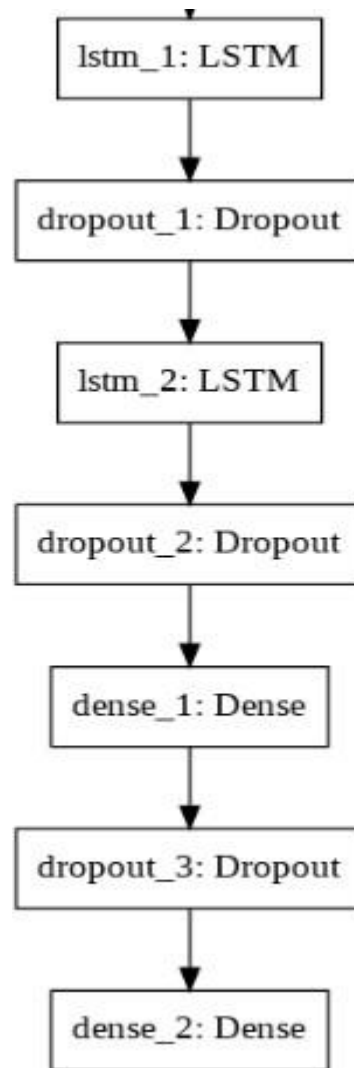 lstm_1: LSTM
dropout_1: Dropout
lstm_2: LSTM
dropout_2: Dropout
dense_1: Dense
dropout_3: Dropout
dense_2: Dense